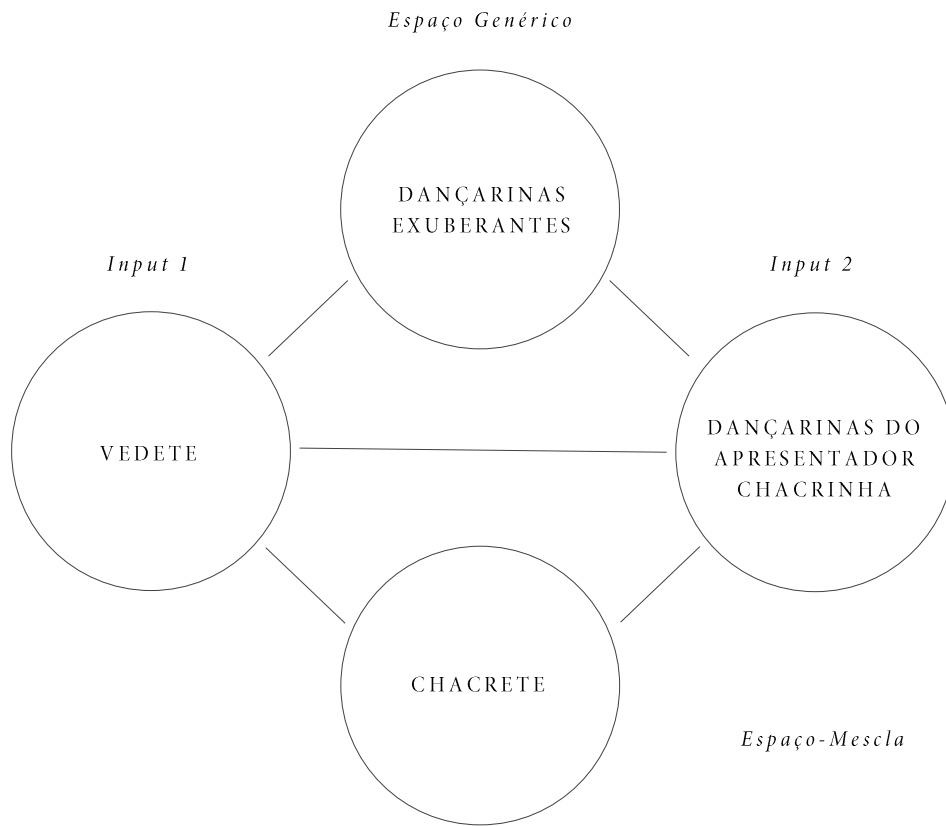 Espaço Genérico
DANÇARINAS
EXUBERANTES
Input 1
Input 2
VEDETE
DANÇARINAS DO
APRESENTADOR
CHACRINHA
CHACRETE
Espaço-Mescla